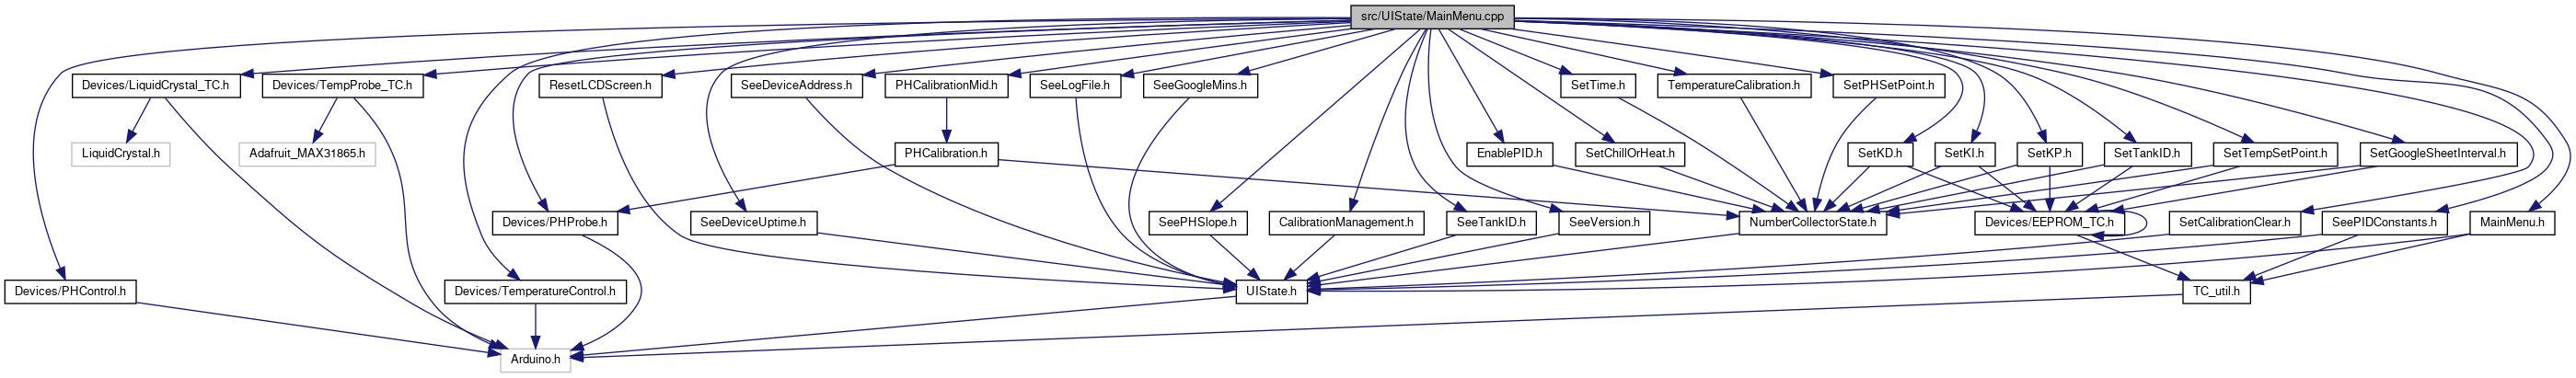 src/UIState/MainMenu.cpp
Devices/LiquidCrystal_TC.h
Devices/TempProbe_TC.h
ResetLCDScreen.h
SeeDeviceAddress.h
PHCalibrationMid.h
SeeLogFile.h
SeeGoogleMins.h
SetTime.h
TemperatureCalibration.h
SetPHSetPoint.h
LiquidCrystal.h
Adafruit_MAX31865.h
PHCalibration.h
EnablePID.h
SetChillOrHeat.h
SetKD.h
SetKI.h
SetKP.h
SetTankID.h
SetTempSetPoint.h
SetGoogleSheetInterval.h
Devices/PHProbe.h
SeeDeviceUptime.h
SeePHSlope.h
CalibrationManagement.h
SeeTankID.h
SeeVersion.h
NumberCollectorState.h
Devices/EEPROM_TC.h
SetCalibrationClear.h
SeePIDConstants.h
MainMenu.h
Devices/PHControl.h
Devices/TemperatureControl.h
UIState.h
TC_util.h
Arduino.h